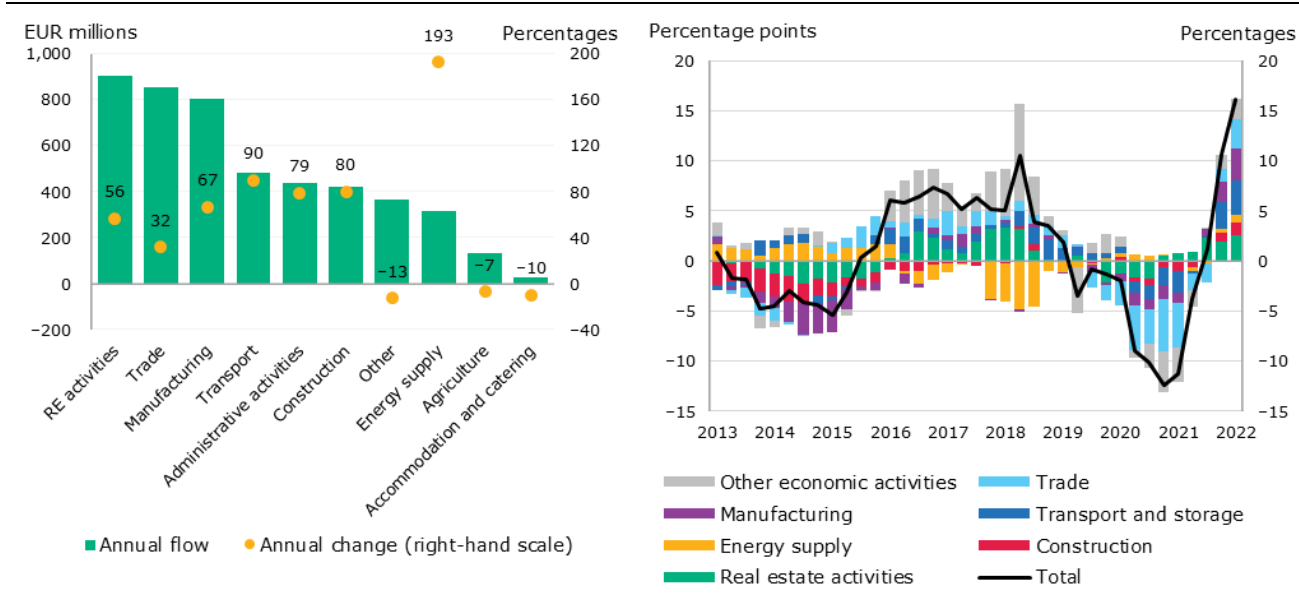 EUR millions
Percentages
1,000
800
600
400
200
0
−200
200
160
120
80
40
0
−40
56
32
67
90
79
80
−13
193
−7
−10
RE activities
Trade
Manufacturing
Transport
Administrative activities
Construction
Other
Energy supply
Agriculture
Accommodation and catering
Annual flow
Annual change (right-hand scale)
Percentage points
Percentages
20
15
10
5
0
−5
−10
−15
20
15
10
5
0
−5
−10
−15
2013 2014 2015 2016 2017 2018 2019 2020 2021 2022
Other economic activities
Trade
Manufacturing
Transport and storage
Energy supply
Construction
Real estate activities
Total